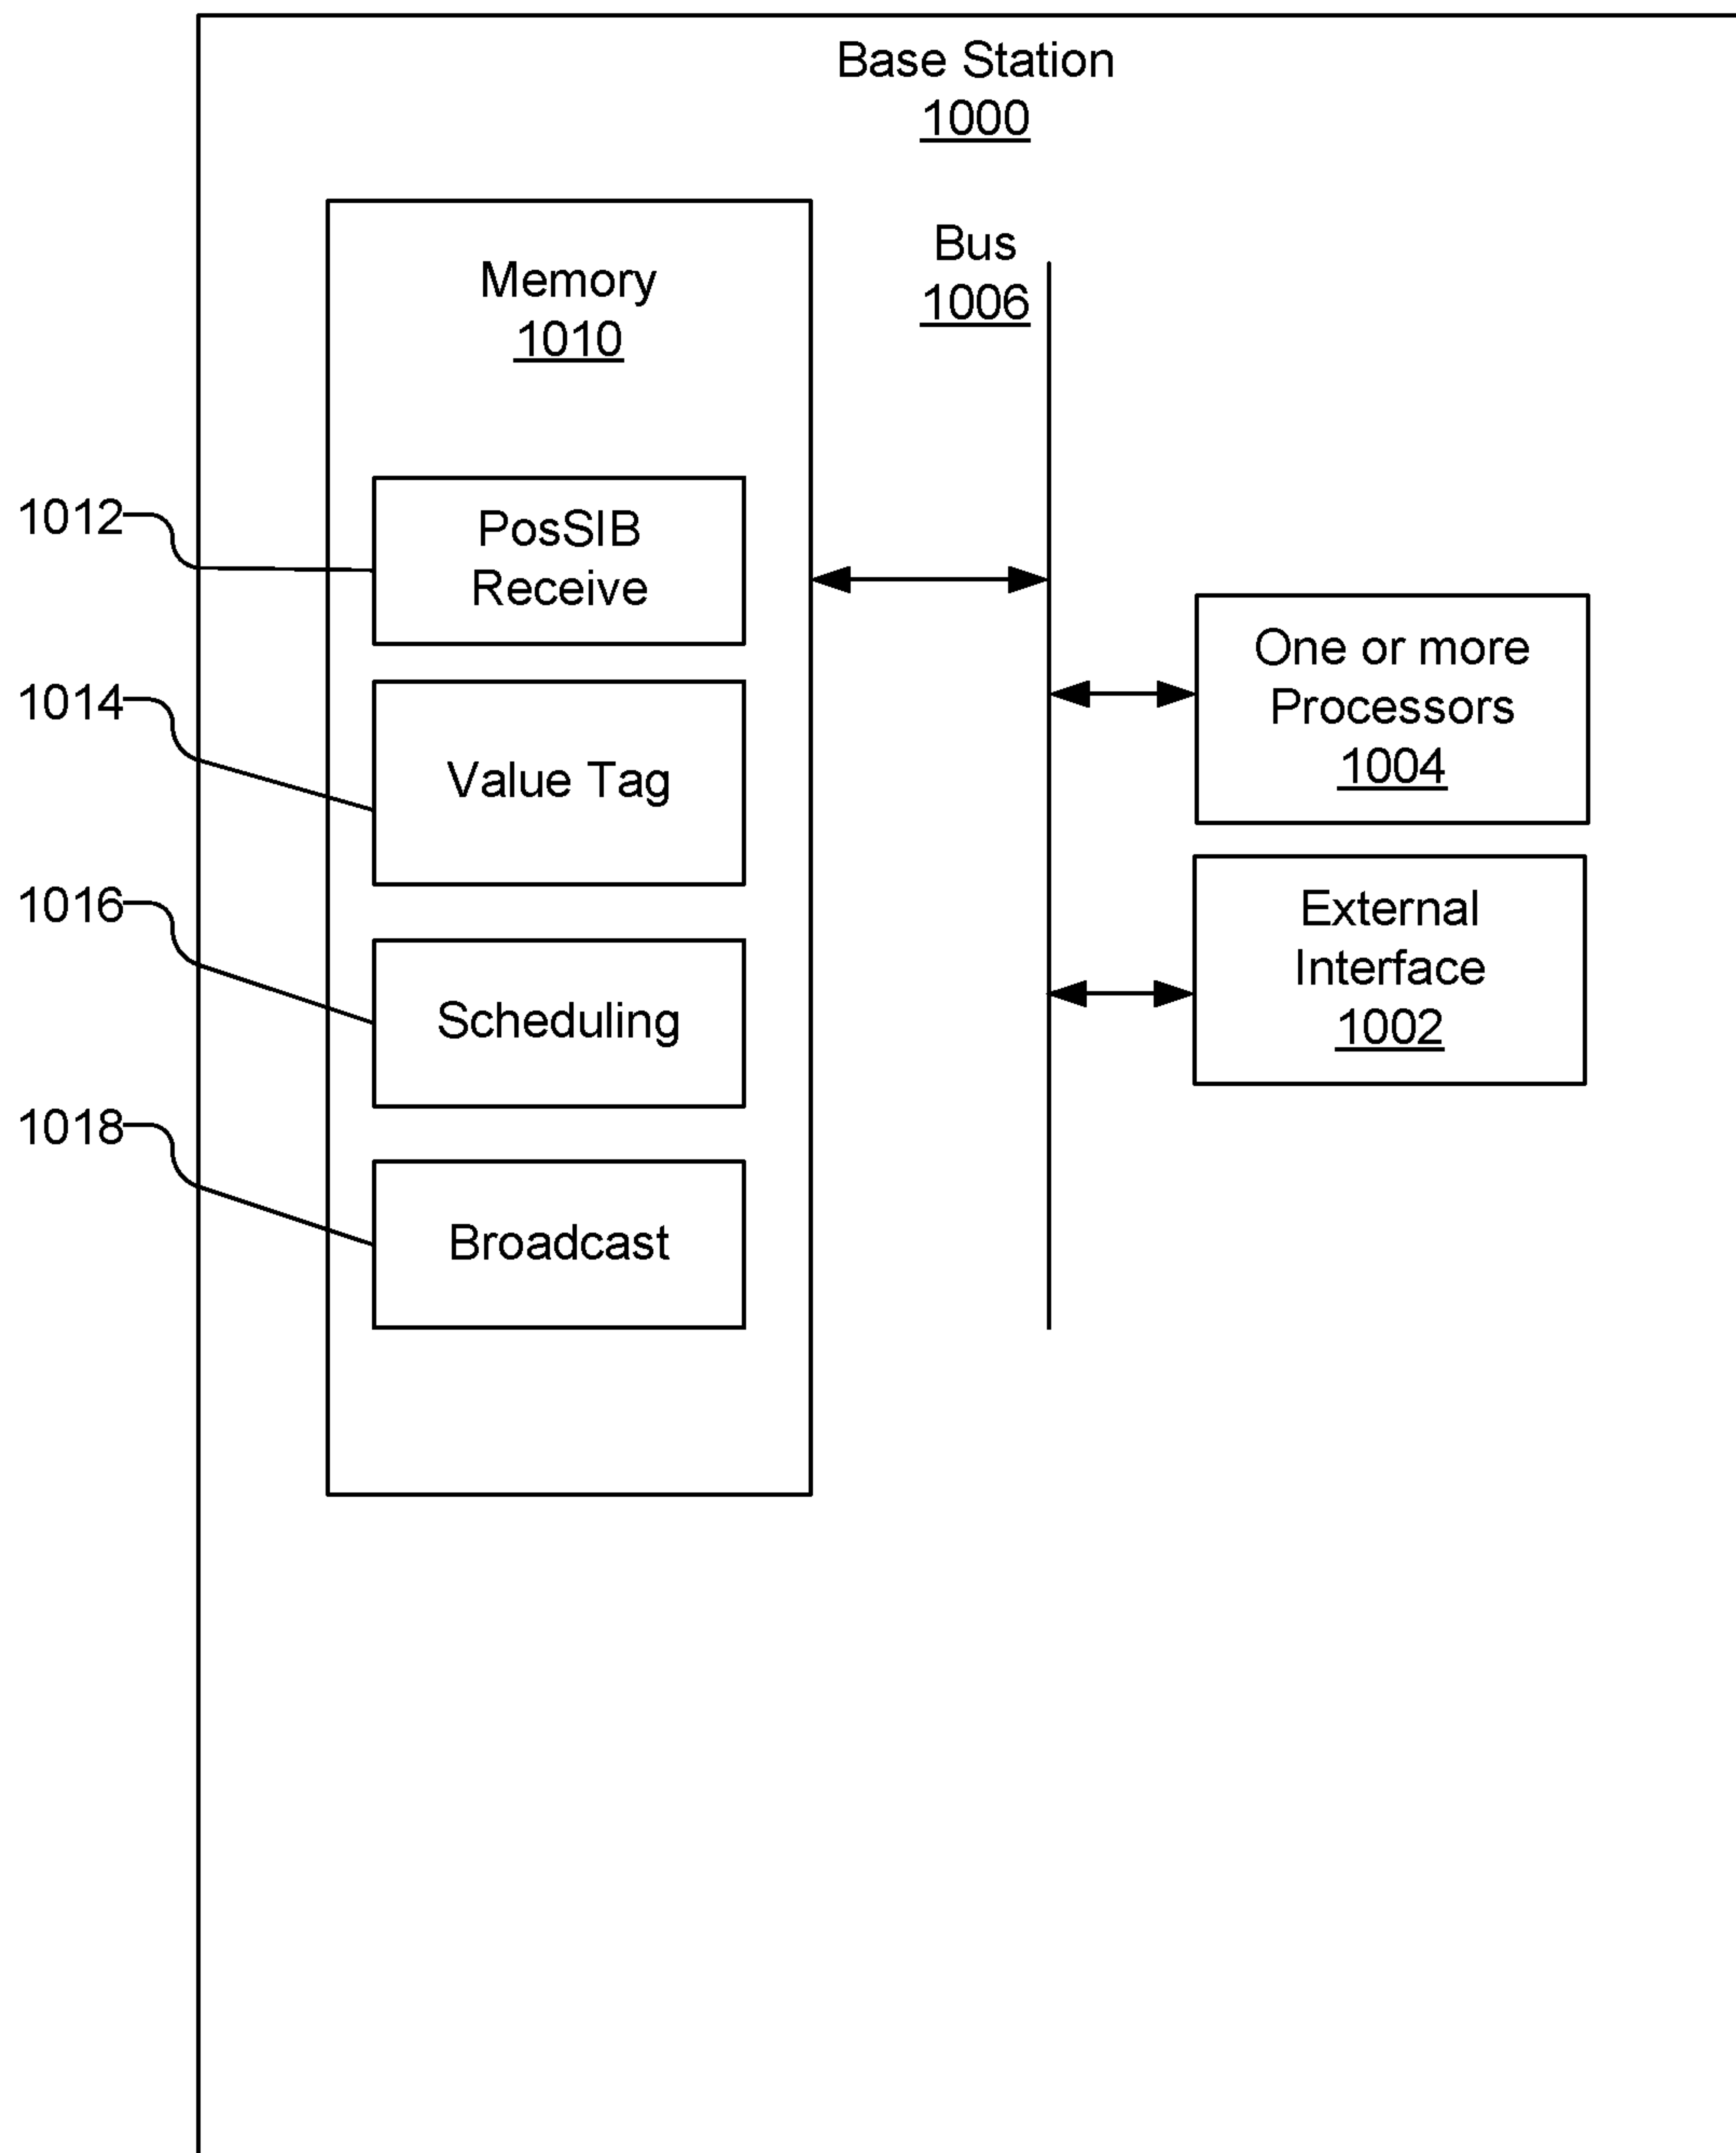 Base Station
1000
Bus
1006
Memory
1010
1012
PosSIB
Receive
1014
Value Tag
1016
Scheduling
1018
Broadcast
One or more
Processors
1004
External
Interface
1002